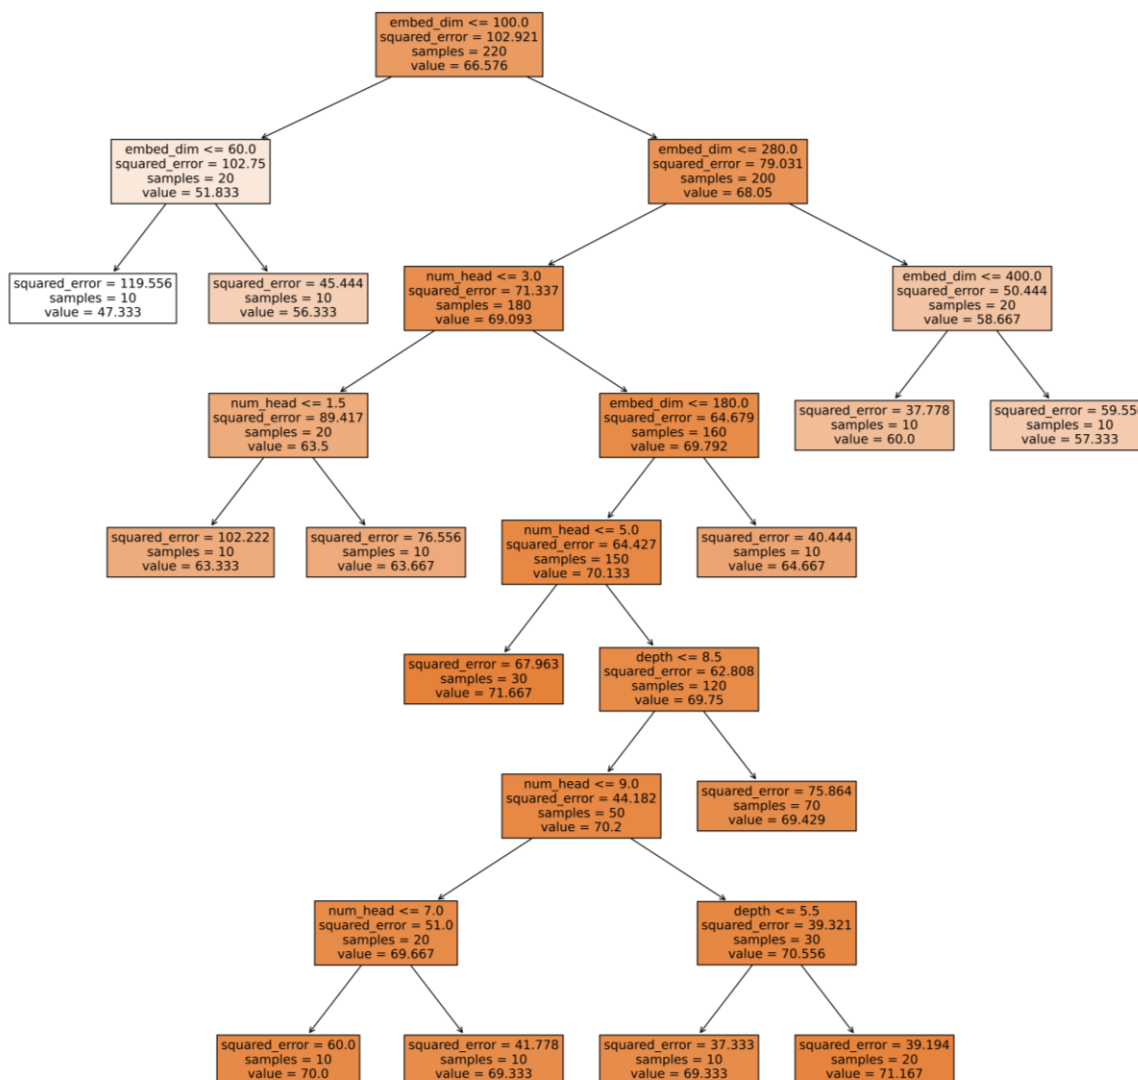 embed_dim <= 100.0
squared_error = 102.921
samples = 220
value = 66.576
embed_dim <= 60.0
squared_error = 102.75
samples = 20
value = 51.833
embed_dim <= 280.0
squared_error = 79.031
samples = 200
value = 68.05
squared_error = 119.556
samples = 10
value = 47.333
squared_error = 45.444
samples = 10
value = 56.333
num_head <= 3.0
squared_error = 71.337
samples = 180
value = 69.093
embed_dim <= 400.0
squared_error = 50.444
samples = 20
value = 58.667
num_head <= 1.5
squared_error = 89.417
samples = 20
value = 63.5
embed_dim <= 180.0
squared_error = 64.679
samples = 160
value = 69.792
squared_error = 37.778
samples = 10
value = 60.0
squared_error = 59.55
samples = 10
value = 57.333
squared_error = 102.222
samples = 10
value = 63.333
squared_error = 76.556
samples = 10
value = 63.667
num_head <= 5.0
squared_error = 64.427
samples = 150
value = 70.133
squared_error = 40.444
samples = 10
value = 64.667
squared_error = 67.963
samples = 30
value = 71.667
depth <= 8.5
squared_error = 62.808
samples = 120
value = 69.75
num_head <= 9.0
squared_error = 44.182
samples = 50
value = 70.2
squared_error = 75.864
samples = 70
value = 69.429
num_head <= 7.0
squared_error = 51.0
samples = 20
value = 69.667
depth <= 5.5
squared_error = 39.321
samples = 30
value = 70.556
squared_error = 60.0
samples = 10
value = 70.0
squared_error = 41.778
samples = 10
value = 69.333
squared_error = 37.333
samples = 10
value = 69.333
squared_error = 39.194
samples = 20
value = 71.167